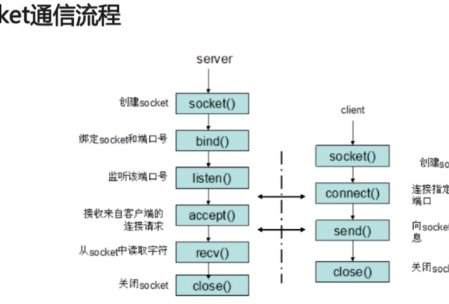 ket通信流程
server
创建socket
socket()
绑定socket和端口号
bind()
监听该端口号
listen()
接收来自客户端的
连接请求
accept()
从socket中读取字符
recv()
关闭socket
close()
client
socket()
创建so
connect()
连接指定
端口
send()
向socket
息
close()
关闭soc